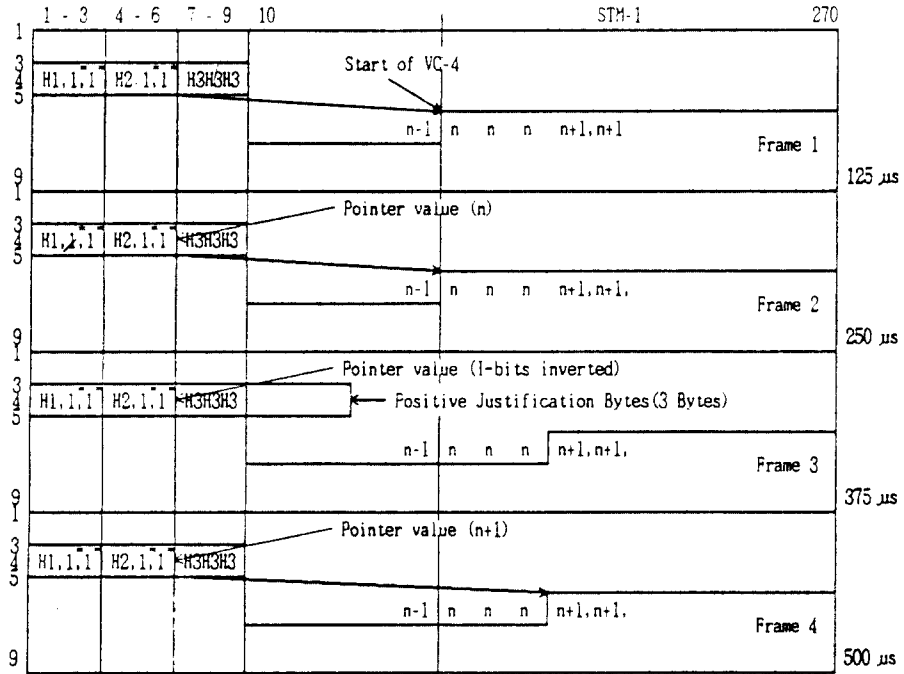 1 - 3 4 - 6 7 - 9 10 STM-1 270
1
3
4 H1,1,1 H2 1,1 H3H3H3 Start of VC-4
5
n-1 n n n n+1,n+1
Frame 1
9 125 µs
1
Pointer value (n)
3
4 H1,1,1 H2,1,1 H3H3H3
5
n-1 n n n n+1,n+1,
Frame 2
9 250 µs
1
Pointer value (I-bits inverted)
3
4 H1,1,1 H2,1,1 H3H3H3 Positive Justification Bytes(3 Bytes)
5
n-1 n n n n+1,n+1,
Frame 3
9 375 µs
1
Pointer value (n+1)
3
4 H1,1,1 H2,1,1 H3H3H3
5
n-1 n n n n+1,n+1,
Frame 4
9 500 µs